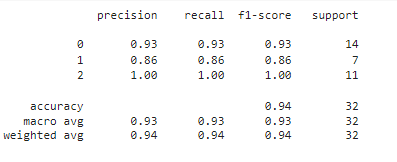 precision recall f1-score support
0 0.93 0.93 0.93 14
1 0.86 0.86 0.86 7
2 1.00 1.00 1.00 11
accuracy 0.94 32
macro avg 0.93 0.93 0.93 32
weighted avg 0.94 0.94 0.94 32